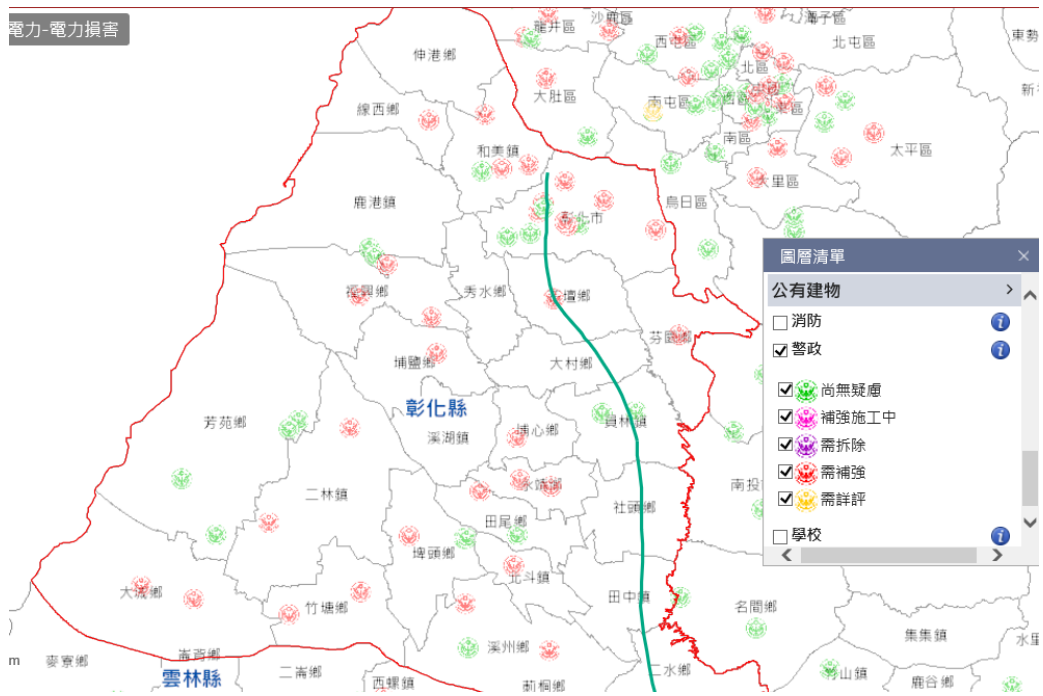 電力-電力損害
伸港鄉
龍井區
沙鹿區
西屯區
潭子區
北屯區
東勢
線西鄉
大肚區
南屯區
北區
西區
東區
新社
和美鎮
南區
太平區
鹿港鎮
彰化市
烏日區
大里區
福興鄉
秀水鄉
花壇鄉
芬園鄉
埔鹽鄉
大村鄉
芳苑鄉
彰化縣
溪湖鎮
埔心鄉
員林鎮
二林鎮
永靖鄉
社頭鄉
南投
田尾鄉
埤頭鄉
北斗鎮
大城鄉
竹塘鄉
田中鎮
名間鄉
溪州鄉
集集鎮
水里
m
麥寮鄉
崙背鄉
雲林縣
二崙鄉
西螺鎮
莿桐鄉
二水鄉
竹山鎮
鹿谷鄉
圖層清單
公有建物
消防
警政
尚無疑慮
補強施工中
需拆除
需補強
需詳評
學校